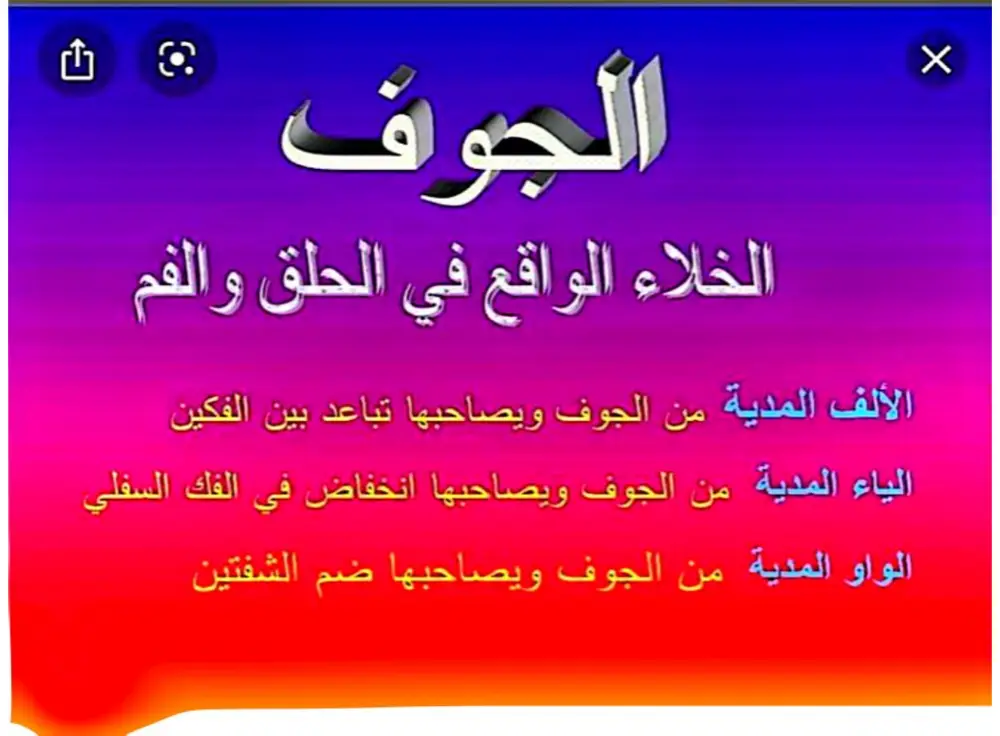 الجوف
الخلاء الواقع في الحلق والفم
الألف المدية من الجوف ويصاحبها تباعد بين الفكين
الياء المدية من الجوف ويصاحبها انخفاض في الفك السفلي
الواو المدية من الجوف ويصاحبها ضم الشفتين